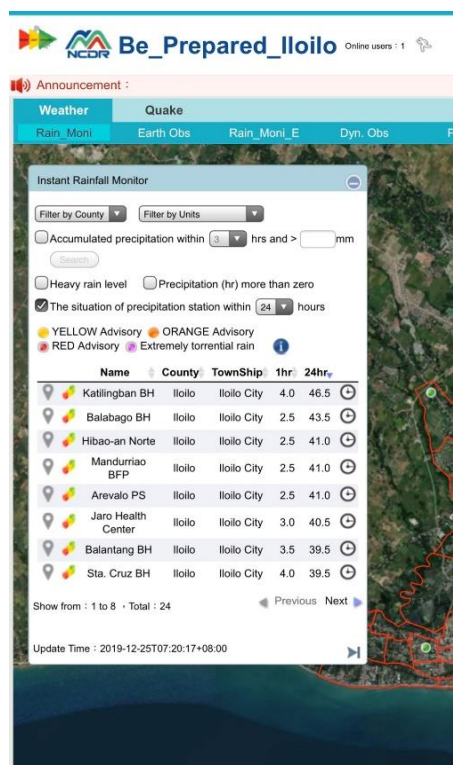 NCDR
Be_Prepared_Iloilo
Online users : 1
Announcement :
Weather Quake
Rain_Moni Earth Obs Rain_Moni_E Dyn. Obs
Instant Rainfall Monitor
Filter by County Filter by Units
Accumulated precipitation within 3 hrs and > mm
Search
Heavy rain level Precipitation (hr) more than zero
The situation of precipitation station within 24 hours
YELLOW Advisory ORANGE Advisory
RED Advisory Extremely torrential rain
Name County TownShip 1hr 24hr
Katilingban BH Iloilo Iloilo City 4.0 46.5
Balabago BH Iloilo Iloilo City 2.5 43.5
Hibao-an Norte Iloilo Iloilo City 2.5 41.0
Mandurriao BFP Iloilo Iloilo City 2.5 41.0
Arevalo PS Iloilo Iloilo City 2.5 41.0
Jaro Health Center Iloilo Iloilo City 3.0 40.5
Balantang BH Iloilo Iloilo City 3.5 39.5
Sta. Cruz BH Iloilo Iloilo City 4.0 39.5
Show from : 1 to 8 , Total : 24 Previous Next
Update Time : 2019-12-25T07:20:17+08:00